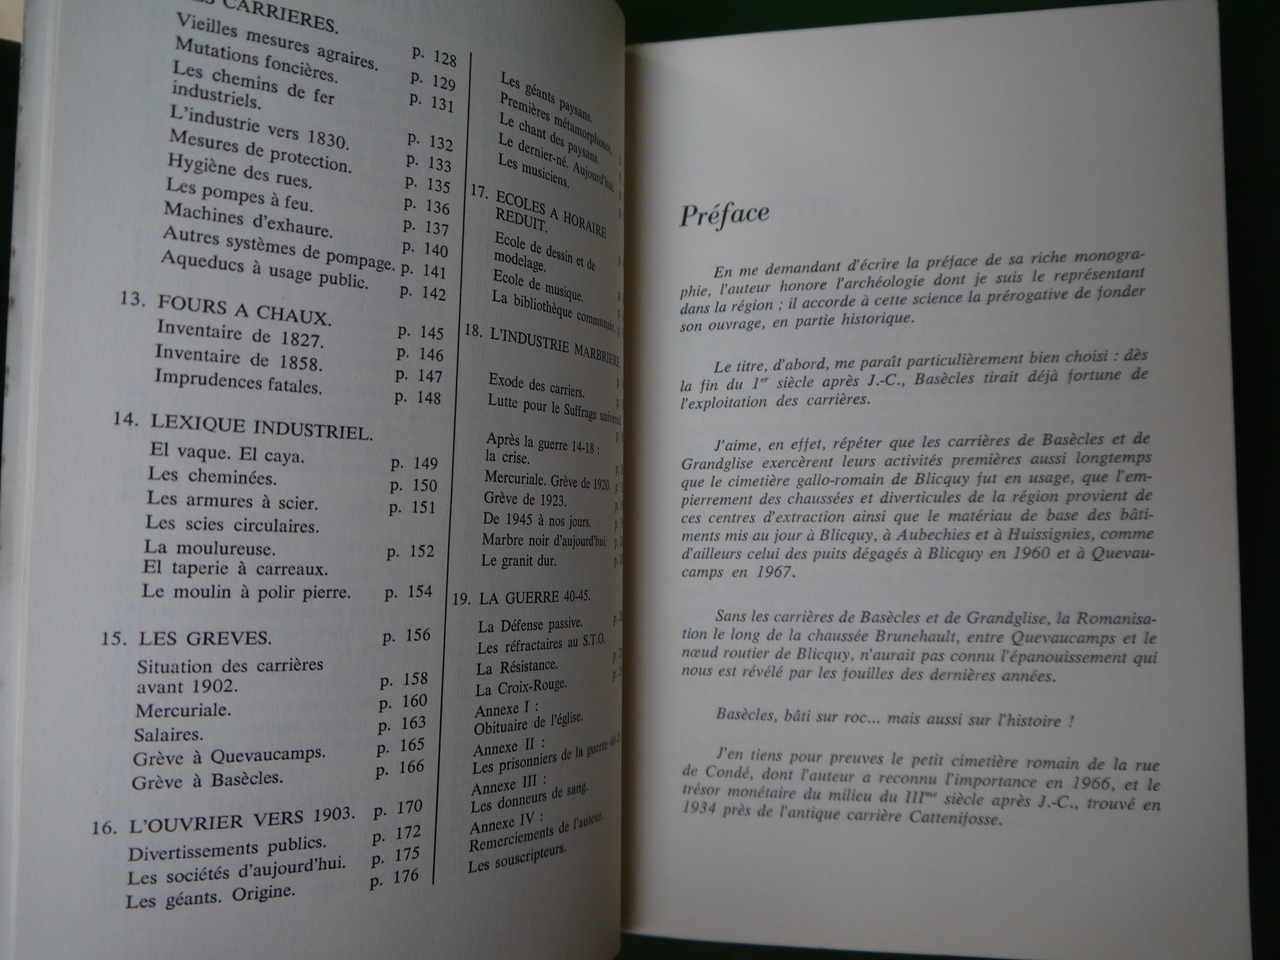 CARRIERES.
Vieilles mesures agraires. p. 128
Mutations foncières. p. 129
Les chemins de fer
industriels. p. 131
L'industrie vers 1830. p. 132
Mesures de protection. p. 133
Hygiène des rues. p. 135
Les pompes à feu. p. 136
Machines d'exhaure. p. 137
Autres systèmes de pompage. p. 140
Aqueducs à usage public. p. 141
p. 142
13. FOURS A CHAUX. p. 145
Inventaire de 1827. p. 146
Inventaire de 1858. p. 147
Imprudences fatales. p. 148
14. LEXIQUE INDUSTRIEL.
El vaque. El caya. p. 149
Les cheminées. p. 150
Les armures à scier. p. 151
Les scies circulaires.
La moulureuse. p. 152
El taperie à carreaux.
Le moulin à polir pierre. p. 154
15. LES GREVES. p. 156
Situation des carrières
avant 1902. p. 158
Mercuriale. p. 160
Salaires. p. 163
Grève à Quevaucamps. p. 165
Grève à Basècles. p. 166
16. L'OUVRIER VERS 1903. p. 170
Divertissements publics. p. 172
Les sociétés d'aujourd'hui. p. 175
Les géants. Origine. p. 176
Les géants paysans.
Premières métamorphoses.
Le chant des paysans.
Le dernier-né. Aujourd'hui.
Les musiciens.
17. ECOLES A HORAIRE
REDUIT.
Ecole de dessin et de
modelage.
Ecole de musique.
La bibliothèque communale.
18. L'INDUSTRIE MARBRIERE
Exode des carriers.
Lutte pour le Suffrage universel.
Après la guerre 14-18 :
la crise.
Mercuriale. Grève de 1920.
Grève de 1923.
De 1945 à nos jours.
Marbre noir d'aujourd'hui.
Le granit dur.
19. LA GUERRE 40-45.
La Défense passive.
Les réfractaires au S.T.O.
La Résistance.
La Croix-Rouge.
Annexe I :
Obituaire de l'église.
Annexe II :
Les prisonniers de la guerre 40-45
Annexe III :
Les donneurs de sang.
Annexe IV :
Remerciements de l'auteur.
Les souscripteurs.
Préface
En me demandant d'écrire la préface de sa riche monogra-
phie, l'auteur honore l'archéologie dont je suis le représentant
dans la région ; il accorde à cette science la prérogative de fonder
son ouvrage, en partie historique.
Le titre, d'abord, me paraît particulièrement bien choisi : dès
la fin du 1er siècle après J.-C., Basècles tirait déjà fortune de
l'exploitation des carrières.
J'aime, en effet, répéter que les carrières de Basècles et de
Grandglise exercèrent leurs activités premières aussi longtemps
que le cimetière gallo-romain de Blicquy fut en usage, que l'em-
pierrement des chaussées et diverticules de la région provient de
ces centres d'extraction ainsi que le matériau de base des bâti-
ments mis au jour à Blicquy, à Aubechies et à Huissignies, comme
d'ailleurs celui des puits dégagés à Blicquy en 1960 et à Quevau-
camps en 1967.
Sans les carrières de Basècles et de Grandglise, la Romanisa-
tion le long de la chaussée Brunehault, entre Quevaucamps et le
nœud routier de Blicquy, n'aurait pas connu l'épanouissement qui
nous est révélé par les fouilles des dernières années.
Basècles, bâti sur roc... mais aussi sur l'histoire !
J'en tiens pour preuves le petit cimetière romain de la rue
de Condé, dont l'auteur a reconnu l'importance en 1966, et le
trésor monétaire du milieu du IIIme siècle après J.-C., trouvé en
1934 près de l'antique carrière Cattenifosse.